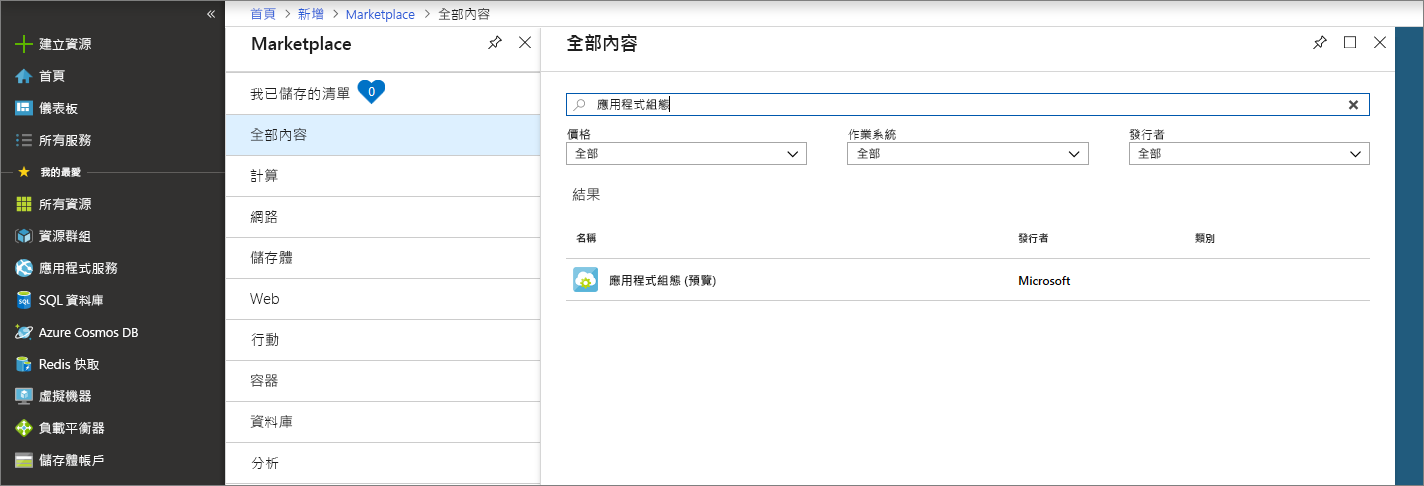 首頁 > 新增 > Marketplace > 全部內容
«
建立資源
首頁
儀表板
所有服務
我的最愛
所有資源
資源群組
應用程式服務
SQL 資料庫
Azure Cosmos DB
Redis 快取
虛擬機器
負載平衡器
儲存體帳戶
Marketplace
我已儲存的清單 0
全部內容
計算
網路
儲存體
Web
行動
容器
資料庫
分析
全部內容
應用程式組態
價格 作業系統 發行者
全部 全部 全部
結果
名稱 發行者 類別
應用程式組態 (預覽) Microsoft